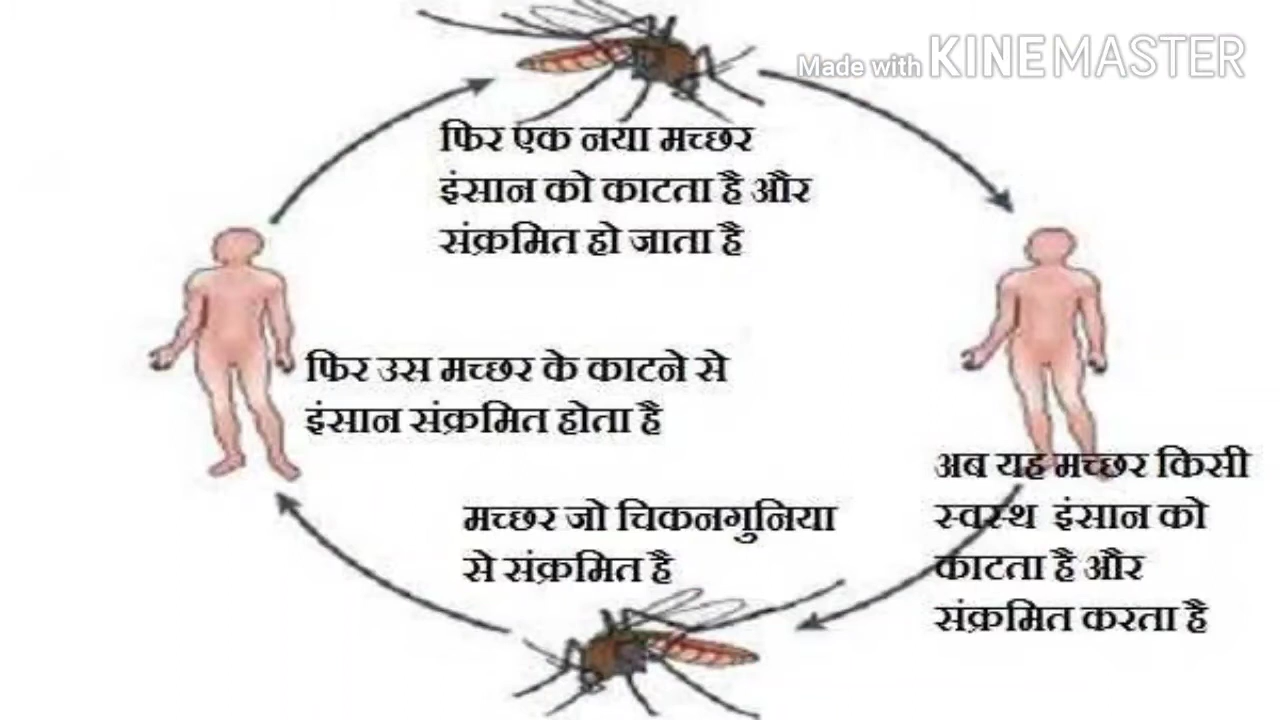 Made with KINEMASTER
फिर एक नया मच्छर
इंसान को काटता है और
संक्रमित हो जाता है
फिर उस मच्छर के काटने से
इंसान संक्रमित होता है
मच्छर जो चिकनगुनिया
से संक्रमित है
अब यह मच्छर किसी
स्वस्थ इंसान को
काटता है और
संक्रमित करता है